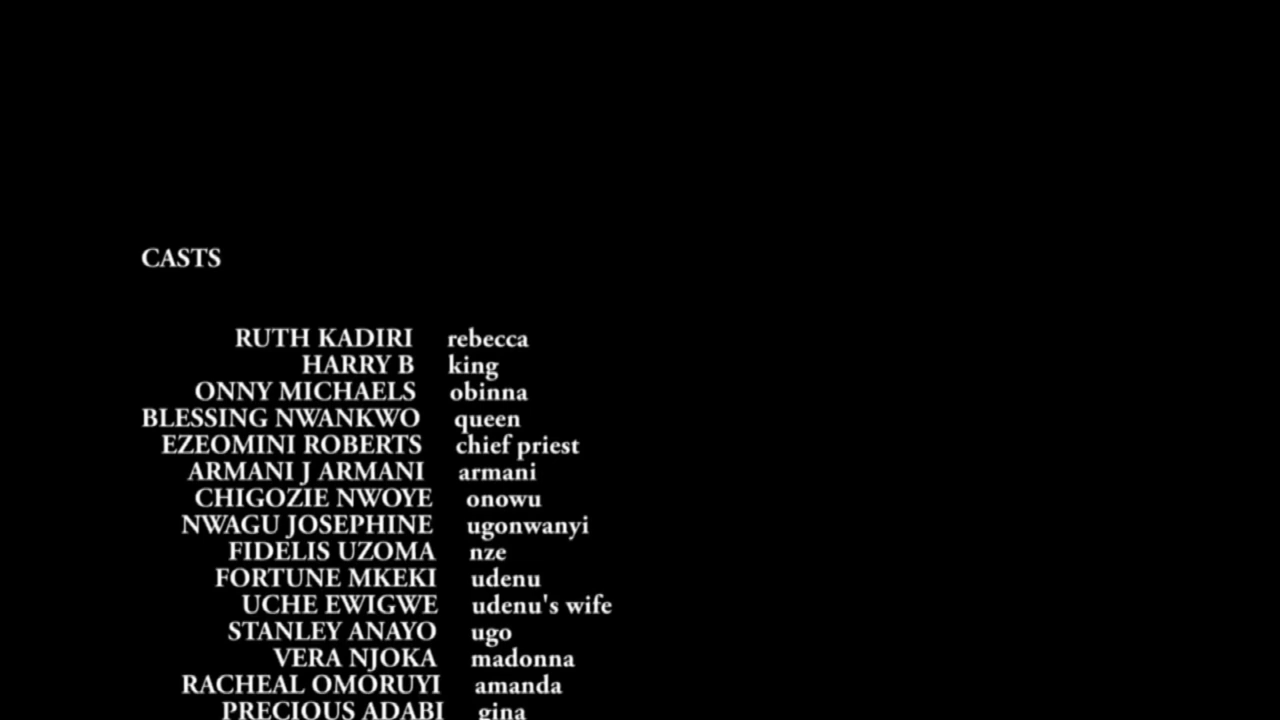 CASTS
RUTH KADIRI rebecca
HARRY B king
ONNY MICHAELS obinna
BLESSING NWANKWO queen
EZEOMINI ROBERTS chief priest
ARMANI J ARMANI armani
CHIGOZIE NWOYE onowu
NWAGU JOSEPHINE ugonwanyi
FIDELIS UZOMA nze
FORTUNE MKEKI udenu
UCHE EWIGWE udenu's wife
STANLEY ANAYO ugo
VERA NJOKA madonna
RACHEAL OMORUYI amanda
PRECIOUS ADABI gina